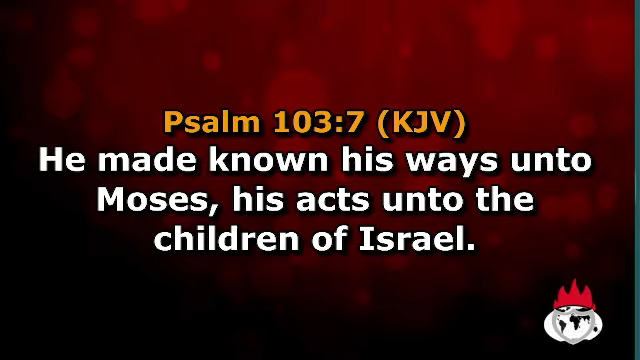 Psalm 103:7 (KJV)
He made known his ways unto
Moses, his acts unto the
children of Israel.